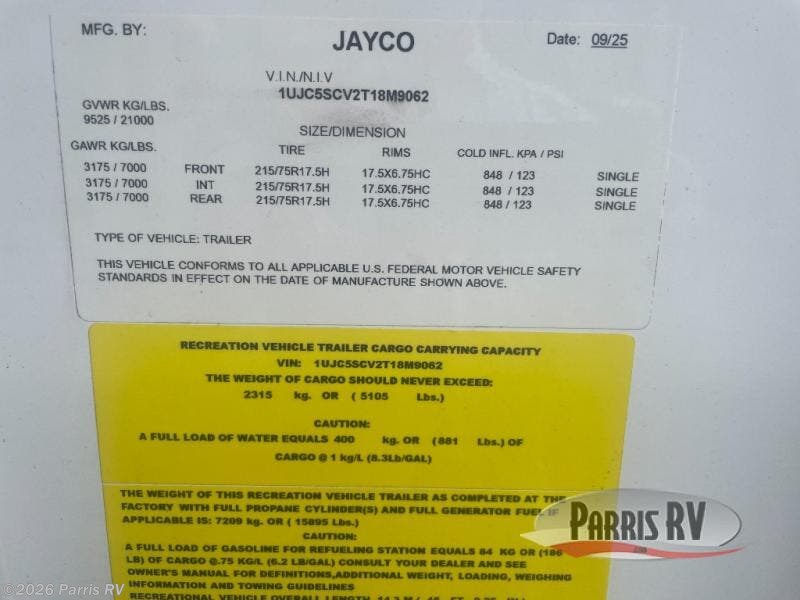 MFG. BY: JAYCO Date: 09/25
V.I.N./N.I.V
1UJC5SCV2T18M9062
GVWR KG/LBS.
9525 / 21000
SIZE/DIMENSION
GAWR KG/LBS. TIRE RIMS COLD INFL. KPA / PSI
3175 / 7000 FRONT 215/75R17.5H 17.5X6.75HC 848 / 123 SINGLE
3175 / 7000 INT 215/75R17.5H 17.5X6.75HC 848 / 123 SINGLE
3175 / 7000 REAR 215/75R17.5H 17.5X6.75HC 848 / 123 SINGLE
TYPE OF VEHICLE: TRAILER
THIS VEHICLE CONFORMS TO ALL APPLICABLE U.S. FEDERAL MOTOR VEHICLE SAFETY
STANDARDS IN EFFECT ON THE DATE OF MANUFACTURE SHOWN ABOVE.
RECREATION VEHICLE TRAILER CARGO CARRYING CAPACITY
VIN: 1UJC5SCV2T18M9062
THE WEIGHT OF CARGO SHOULD NEVER EXCEED:
2315 kg. OR ( 5105 Lbs.)
CAUTION:
A FULL LOAD OF WATER EQUALS 400 kg. OR (881 Lbs.) OF
CARGO @ 1 kg/L (8.3Lb/GAL)
THE WEIGHT OF THIS RECREATION VEHICLE TRAILER AS COMPLETED AT THE
FACTORY WITH FULL PROPANE CYLINDER(S) AND FULL GENERATOR FUEL IF
APPLICABLE IS: 7209 kg. OR ( 15895 Lbs.)
CAUTION:
A FULL LOAD OF GASOLINE FOR REFUELING STATION EQUALS 84 KG OR (186
LB) OF CARGO @.75 KG/L (6.2 LB/GAL) CONSULT YOUR DEALER AND SEE
OWNER'S MANUAL FOR DEFINITIONS,ADDITIONAL WEIGHT, LOADING, WEIGHING
INFORMATION AND TOWING GUIDELINES
RECREATIONAL VEHICLE OVERALL LENGTH
PARRIS RV
.com
© 2026 Parris RV